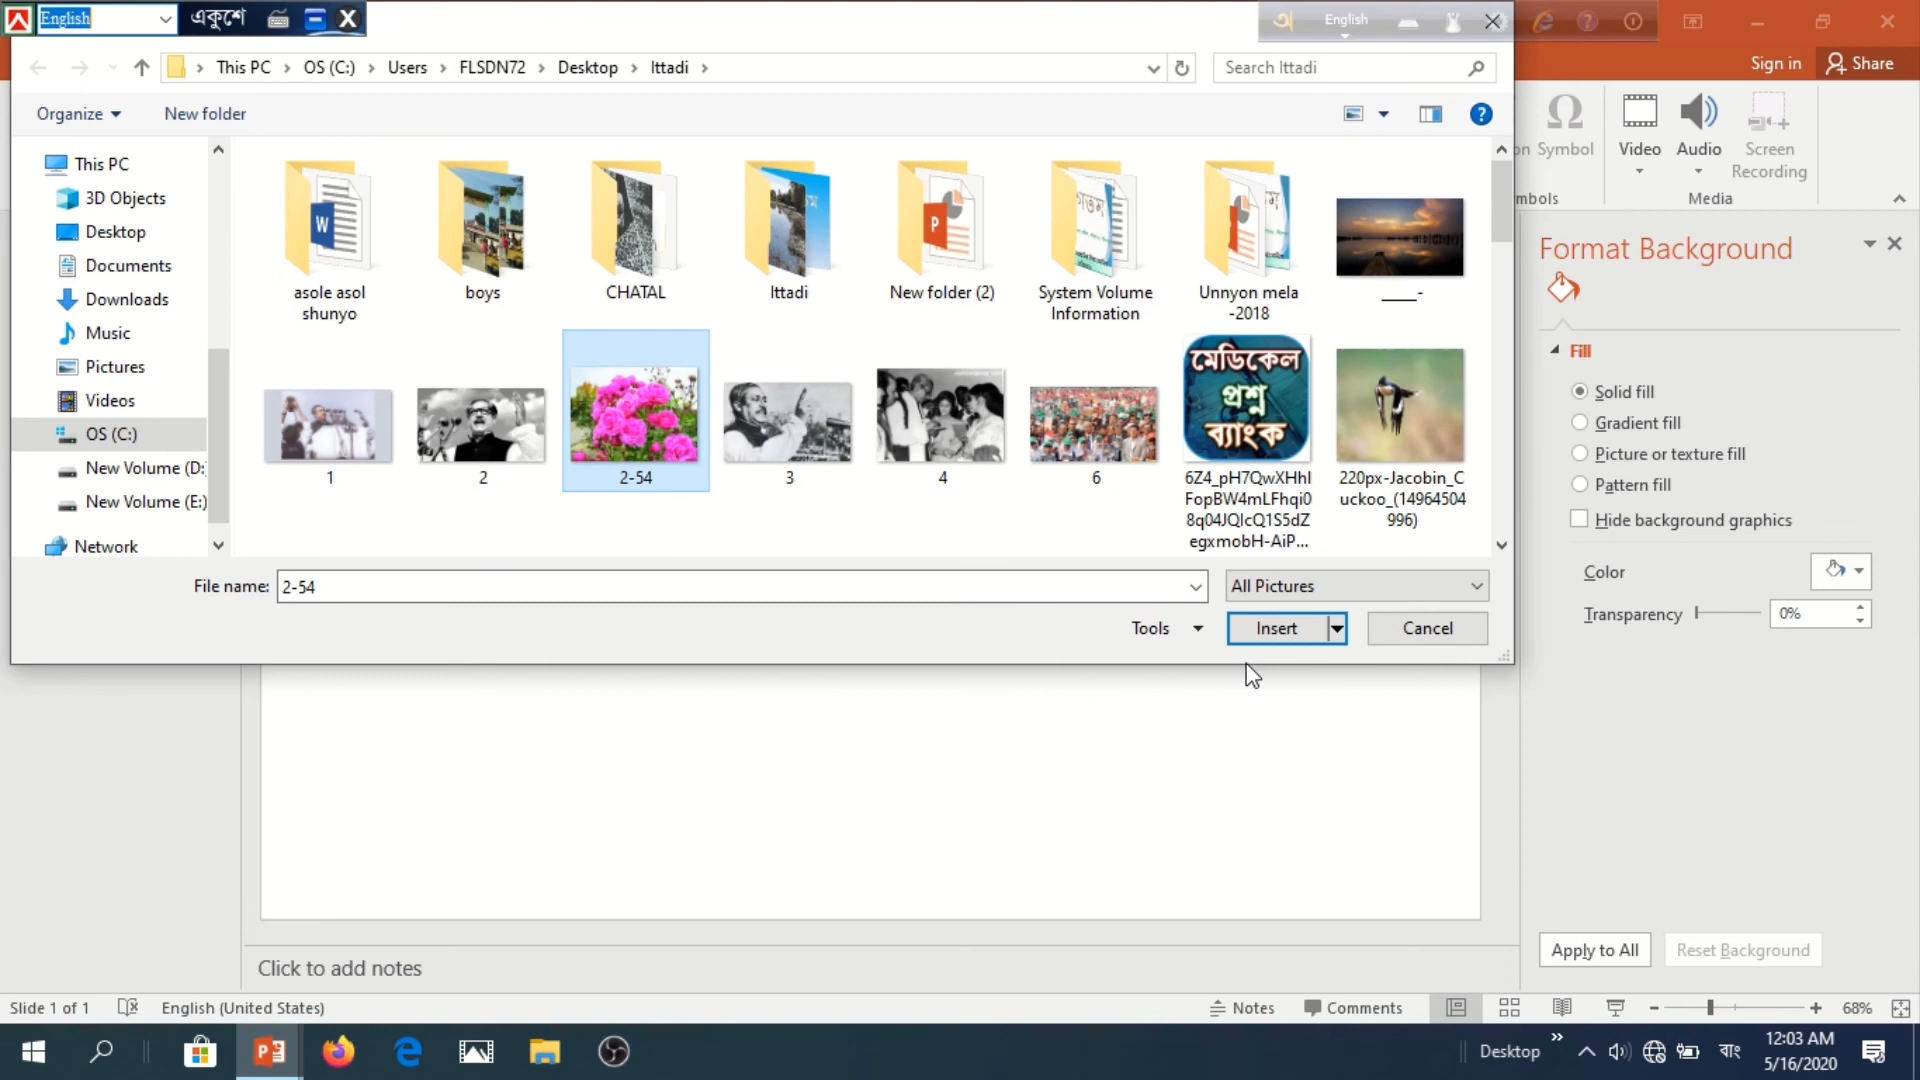 English
একুশে
English
Sign in
Share
This PC
OS (C:)
Users
FLSDN72
Desktop
Ittadi
Search Ittadi
Organize
New folder
on Symbol
Video
Audio
Screen
Recording
mbols
Media
This PC
3D Objects
Desktop
Documents
Downloads
Music
Pictures
Videos
OS (C:)
New Volume (D:
New Volume (E:)
Network
asole asol
shunyo
boys
CHATAL
Ittadi
New folder (2)
System Volume
Information
Unnyon mela
-2018
____-
1
2
2-54
3
4
6
মেডিকেল
প্রশ্ন
ব্যাংক
6Z4_pH7QwXHhI
FopBW4mLFhqi0
8q04JQIcQ1S5dZ
egxmobH-AiP...
220px-Jacobin_C
uckoo_(14964504
996)
File name:
2-54
All Pictures
Tools
Insert
Cancel
Format Background
Fill
Solid fill
Gradient fill
Picture or texture fill
Pattern fill
Hide background graphics
Color
Transparency
0%
Apply to All
Reset Background
Click to add notes
Slide 1 of 1
English (United States)
Notes
Comments
68%
Desktop
বাং
12:03 AM
5/16/2020